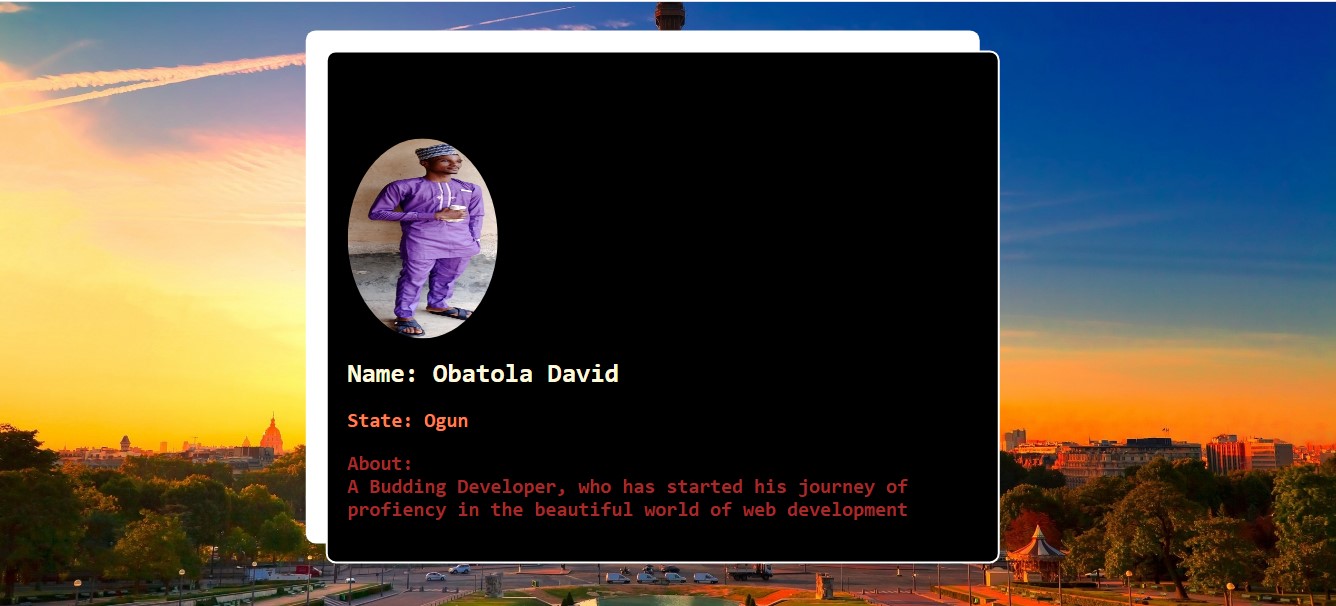 Name: Obatola David
State: Ogun
About:
A Budding Developer, who has started his journey of
profiency in the beautiful world of web development